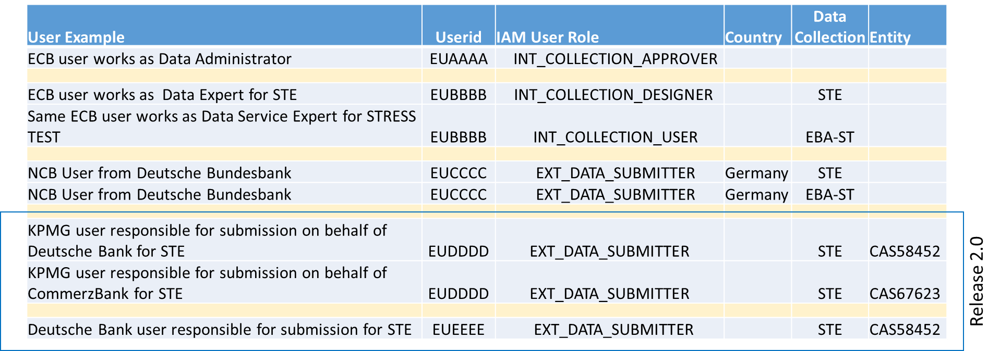 Data
User Example Userid IAM User Role Country Collection Entity
ECB user works as Data Administrator EUAAAA INT_COLLECTION_APPROVER
ECB user works as Data Expert for STE EUBBBB INT_COLLECTION_DESIGNER STE
Same ECB user works as Data Service Expert for STRESS
TEST EUBBBB INT_COLLECTION_USER EBA-ST
NCB User from Deutsche Bundesbank EUCCCC EXT_DATA_SUBMITTER Germany STE
NCB User from Deutsche Bundesbank EUCCCC EXT_DATA_SUBMITTER Germany EBA-ST
KPMG user responsible for submission on behalf of
Deutsche Bank for STE EUDDDD EXT_DATA_SUBMITTER STE CAS58452
KPMG user responsible for submission on behalf of
CommerzBank for STE EUDDDD EXT_DATA_SUBMITTER STE CAS67623
Deutsche Bank user responsible for submission for STE EUEEEE EXT_DATA_SUBMITTER STE CAS58452
Release 2.0